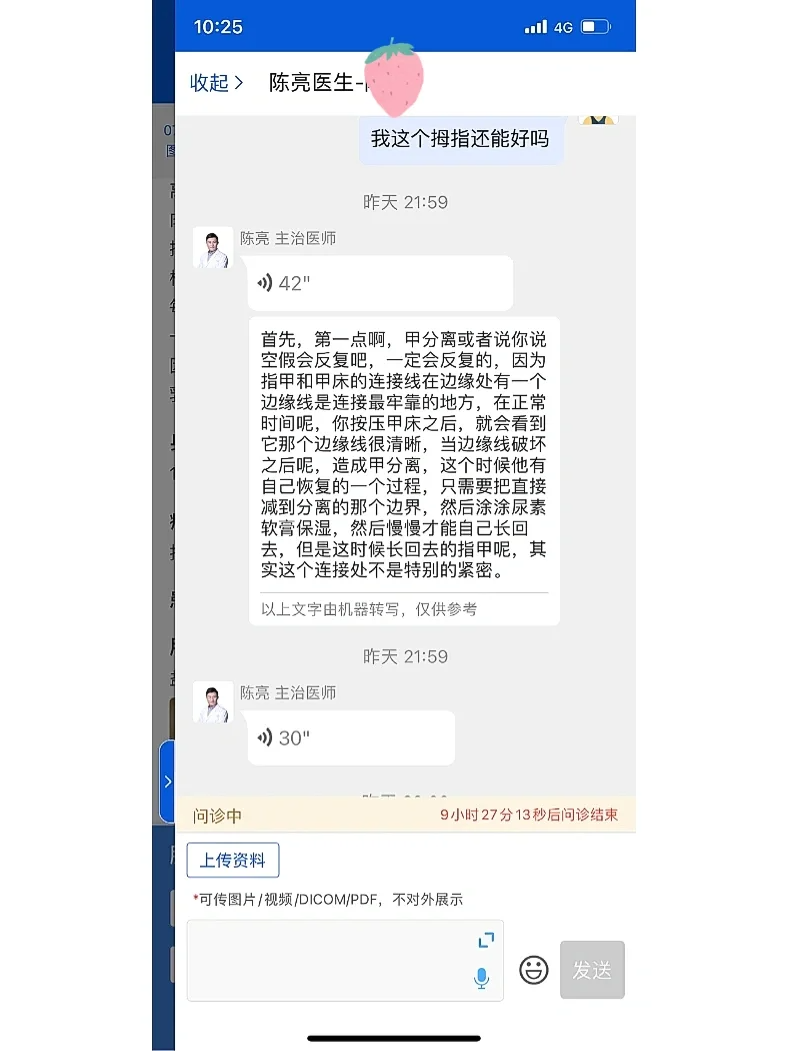 10:25
4G
收起
陈亮医生-
我这个拇指还能好吗
昨天 21:59
陈亮 主治医师
42"
首先，第一点啊，甲分离或者说你说
空假会反复吧，一定会反复的，因为
指甲和甲床的连接线在边缘处有一个
边缘线是连接最牢靠的地方，在正常
时间呢，你按压甲床之后，就会看到
它那个边缘线很清晰，当边缘线破坏
之后呢，造成甲分离，这个时候他有
自己恢复的一个过程，只需要把直接
减到分离的那个边界，然后涂涂尿素
软膏保湿，然后慢慢才能自己长回
去，但是这时候长回去的指甲呢，其
实这个连接处不是特别的紧密。
以上文字由机器转写，仅供参考
昨天 21:59
陈亮 主治医师
30"
问诊中
9小时27分13秒后问诊结束
上传资料
*可传图片/视频/DICOM/PDF，不对外展示
发送